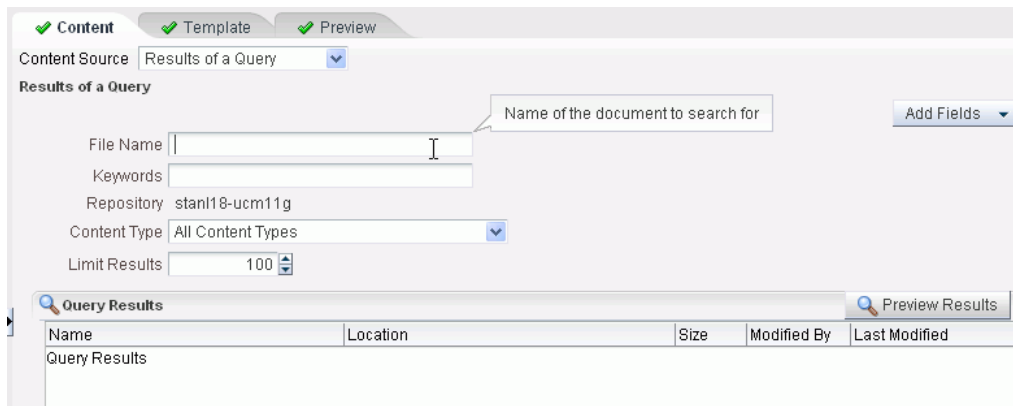 Content Template Preview
Content Source Results of a Query
Results of a Query
Name of the document to search for
Add Fields
File Name
Keywords
Repository stanl18-ucm11g
Content Type All Content Types
Limit Results 100
Query Results Preview Results
Name Location Size Modified By Last Modified
Query Results